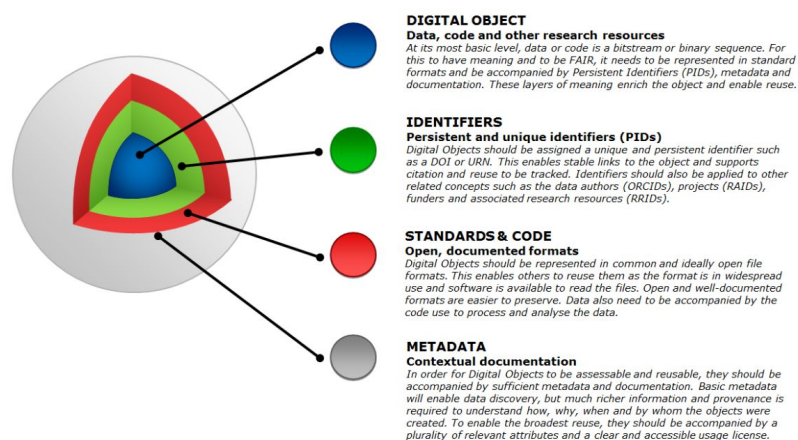 DIGITAL OBJECT
Data, code and other research resources
At its most basic level, data or code is a bitstream or binary sequence. For
this to have meaning and to be FAIR, it needs to be represented in standard
formats and be accompanied by Persistent Identifiers (PIDs), metadata and
documentation. These layers of meaning enrich the object and enable reuse.
IDENTIFIERS
Persistent and unique identifiers (PIDs)
Digital Objects should be assigned a unique and persistent identifier such
as a DOI or URN. This enables stable links to the object and supports
citation and reuse to be tracked. Identifiers should also be applied to other
related concepts such as the data authors (ORCIDs), projects (RAIDs),
funders and associated research resources (RRIDs).
STANDARDS & CODE
Open, documented formats
Digital Objects should be represented in common and ideally open file
formats. This enables others to reuse them as the format is in widespread
use and software is available to read the files. Open and well-documented
formats are easier to preserve. Data also need to be accompanied by the
code use to process and analyse the data.
METADATA
Contextual documentation
In order for Digital Objects to be assessable and reusable, they should be
accompanied by sufficient metadata and documentation. Basic metadata
will enable data discovery, but much richer information and provenance is
required to understand how, why, when and by whom the objects were
created. To enable the broadest reuse, they should be accompanied by a
plurality of relevant attributes and a clear and accessible usage license.